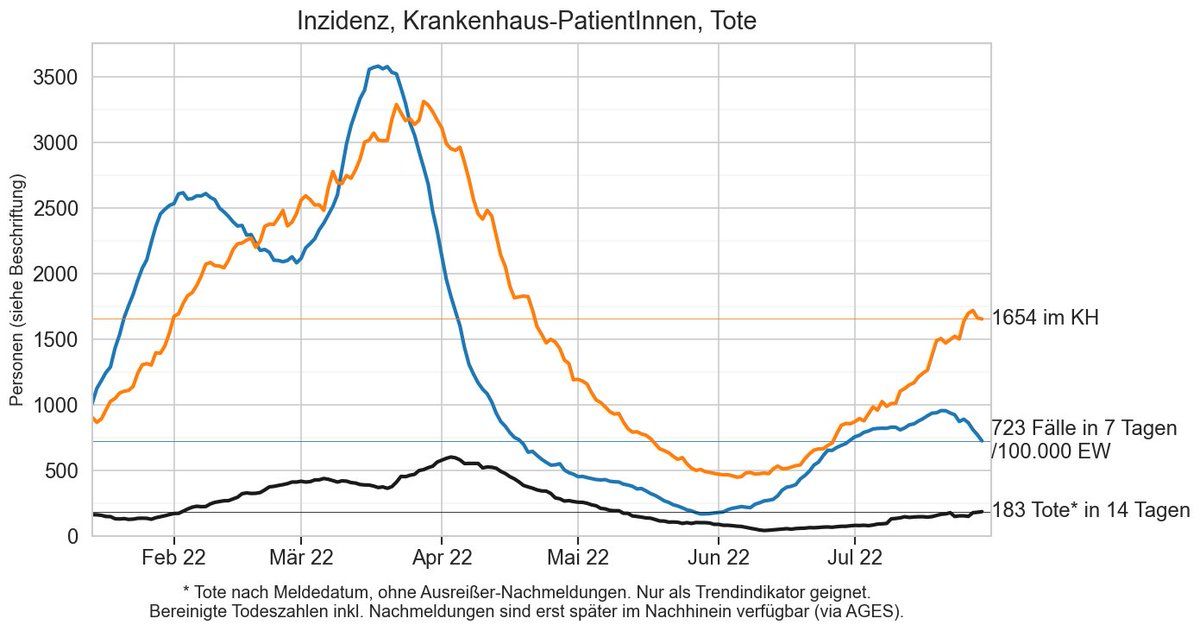 Inzidenz, Krankenhaus-PatientInnen, Tote
Personen (siehe Beschriftung)
3500
3000
2500
2000
1500
1000
500
0
Feb 22
Mär 22
Apr 22
Mai 22
Jun 22
Jul 22
1654 im KH
723 Fälle in 7 Tagen
/100.000 EW
183 Tote* in 14 Tagen
* Tote nach Meldedatum, ohne Ausreißer-Nachmeldungen. Nur als Trendindikator geignet.
Bereinigte Todeszahlen inkl. Nachmeldungen sind erst später im Nachhinein verfügbar (via AGES).